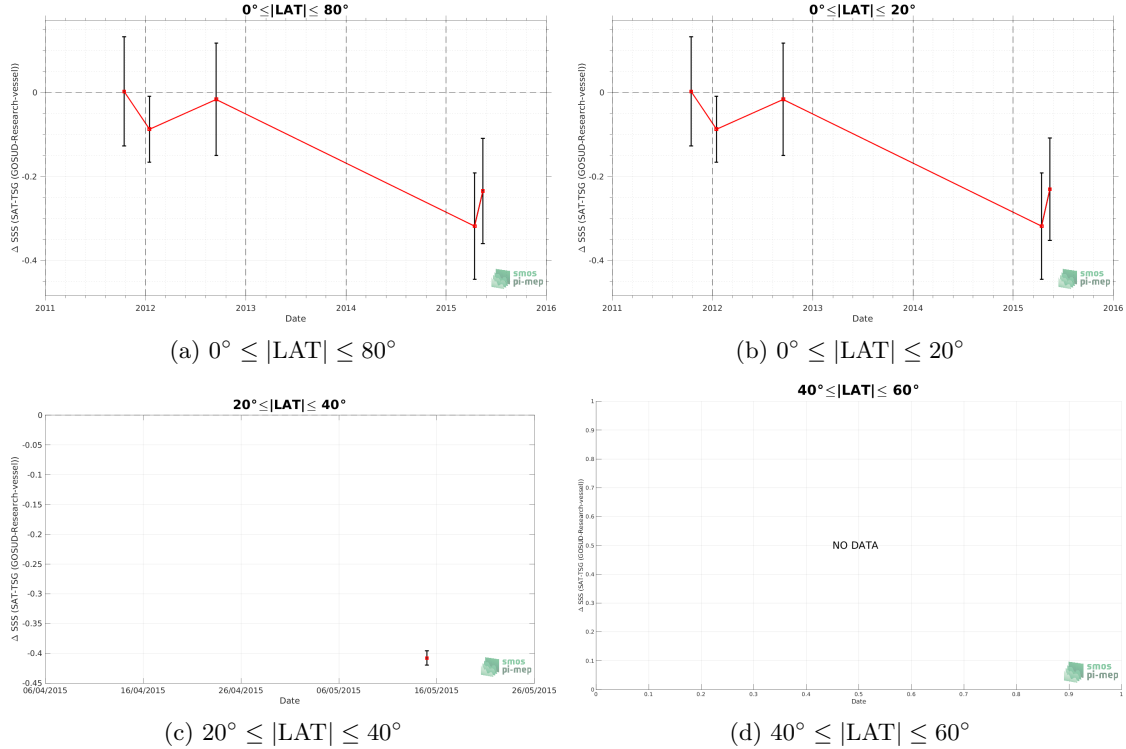 0°≤|LAT|≤ 80°
Δ SSS (SAT-TSG (GOSUD-Research-vessel))
0
-0.2
-0.4
2011 2012 2013 2014 2015 2016
Date
smos
pi-mep
(a) 0° ≤ |LAT| ≤ 80°
0°≤|LAT|≤ 20°
Δ SSS (SAT-TSG (GOSUD-Research-vessel))
0
-0.2
-0.4
2011 2012 2013 2014 2015 2016
Date
smos
pi-mep
(b) 0° ≤ |LAT| ≤ 20°
20°≤|LAT|≤ 40°
Δ SSS (SAT-TSG (GOSUD-Research-vessel))
0
-0.05
-0.1
-0.15
-0.2
-0.25
-0.3
-0.35
-0.4
-0.45
06/04/2015 16/04/2015 26/04/2015 06/05/2015 16/05/2015 26/05/2015
Date
smos
pi-mep
(c) 20° ≤ |LAT| ≤ 40°
40°≤|LAT|≤ 60°
Δ SSS (SAT-TSG (GOSUD-Research-vessel))
1
0.9
0.8
0.7
0.6
0.5
0.4
0.3
0.2
0.1
0
NO DATA
0 0.1 0.2 0.3 0.4 0.5 0.6 0.7 0.8 0.9 1
Date
smos
pi-mep
(d) 40° ≤ |LAT| ≤ 60°